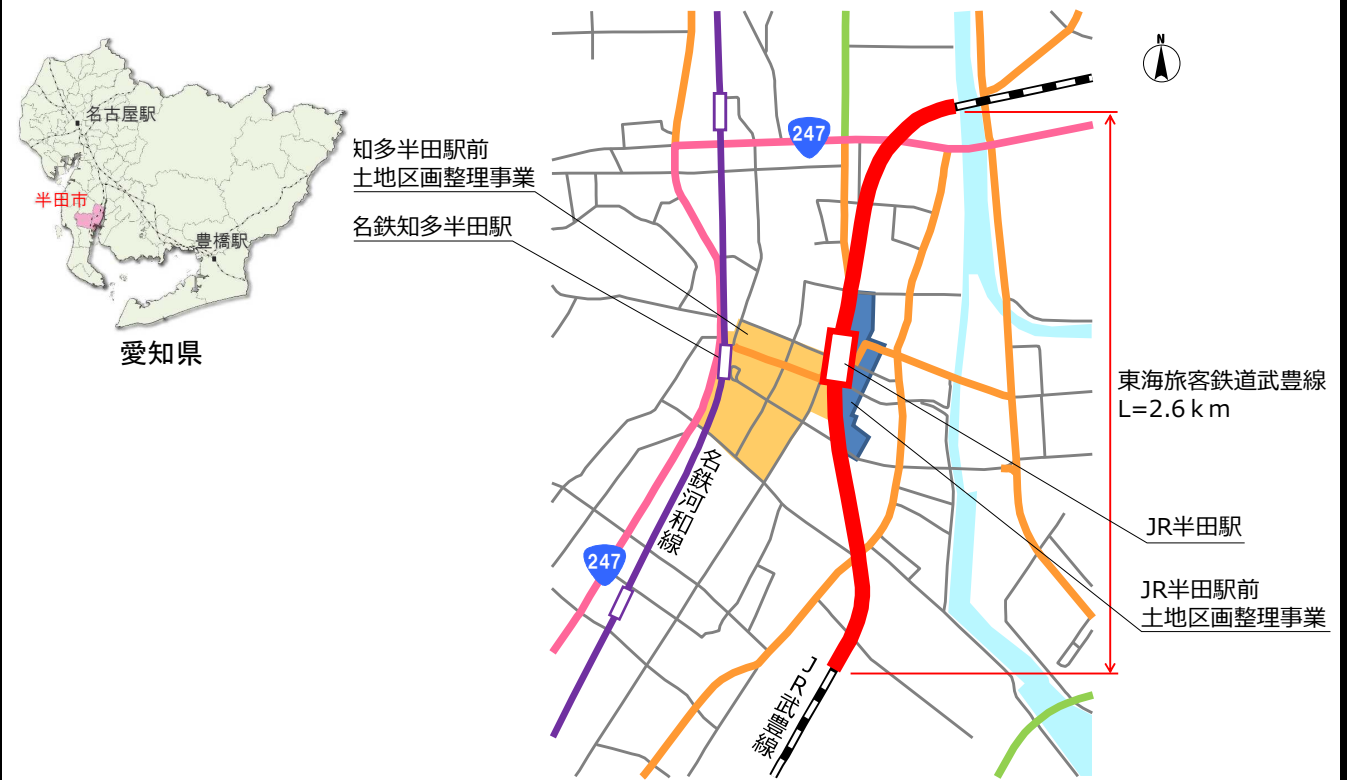 名古屋駅
半田市
豊橋駅
愛知県
知多半田駅前
土地区画整理事業
名鉄知多半田駅
N
247
247
名鉄河和線
JR武豊線
東海旅客鉄道武豊線
L=2.6ｋｍ
JR半田駅
JR半田駅前
土地区画整理事業